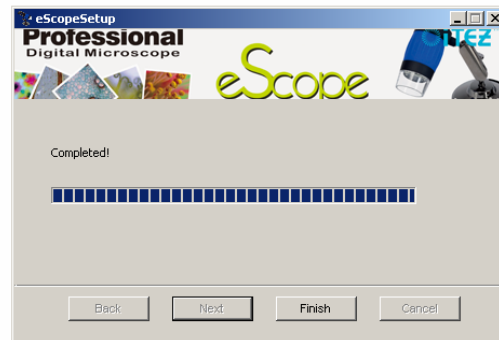 eScopeSetup
Professional
Digital Microscope
eScope
Completed!
Back
Next
Finish
Cancel